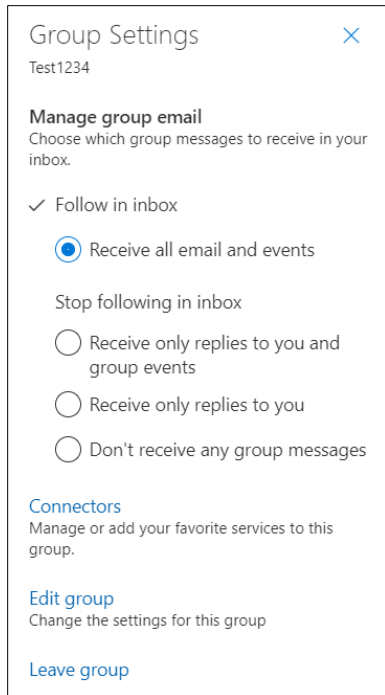 Group Settings
Test1234
Manage group email
Choose which group messages to receive in your
inbox.
Follow in inbox
Receive all email and events
Stop following in inbox
Receive only replies to you and
group events
Receive only replies to you
Don't receive any group messages
Connectors
Manage or add your favorite services to this
group.
Edit group
Change the settings for this group
Leave group